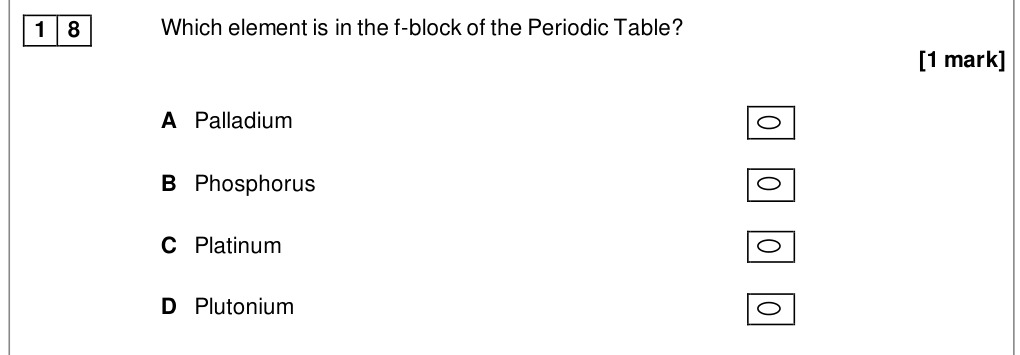 1 8 Which element is in the f-block of the Periodic Table?
[1 mark]
A Palladium
B Phosphorus
C Platinum
D Plutonium